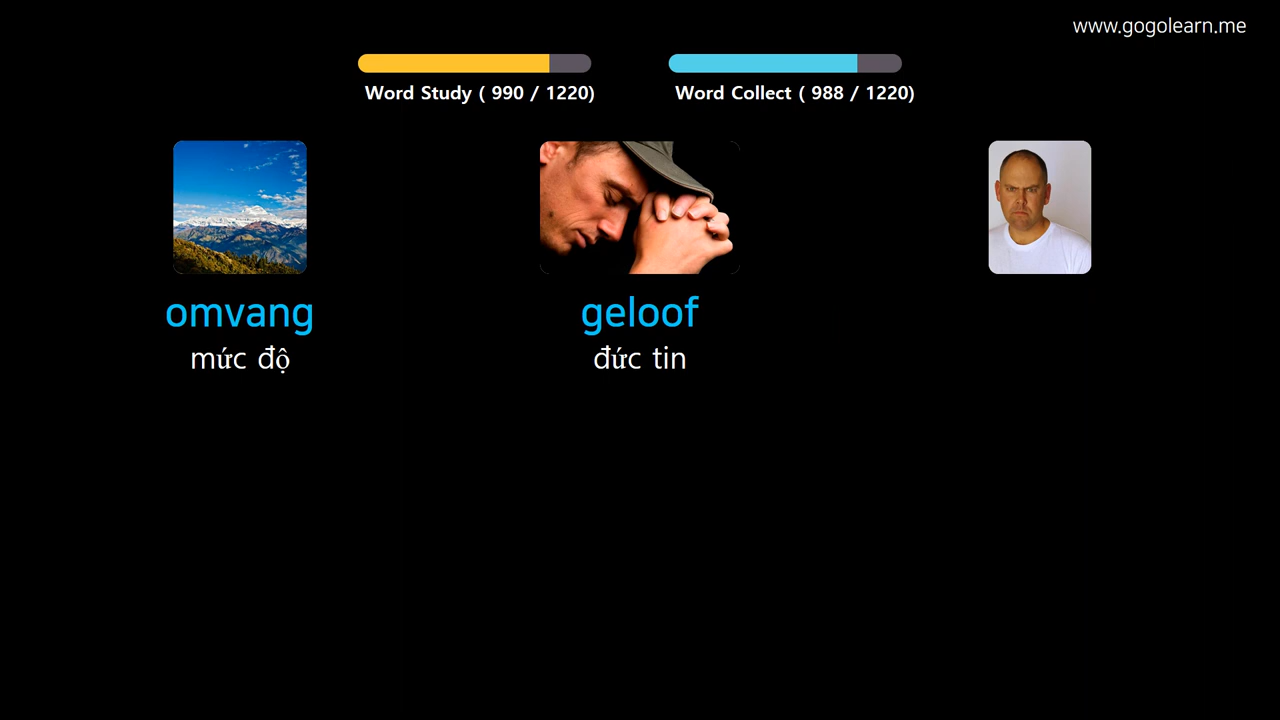 www.gogolearn.me
Word Study ( 990 / 1220)
Word Collect ( 988 / 1220)
omvang
mức độ
geloof
đức tin